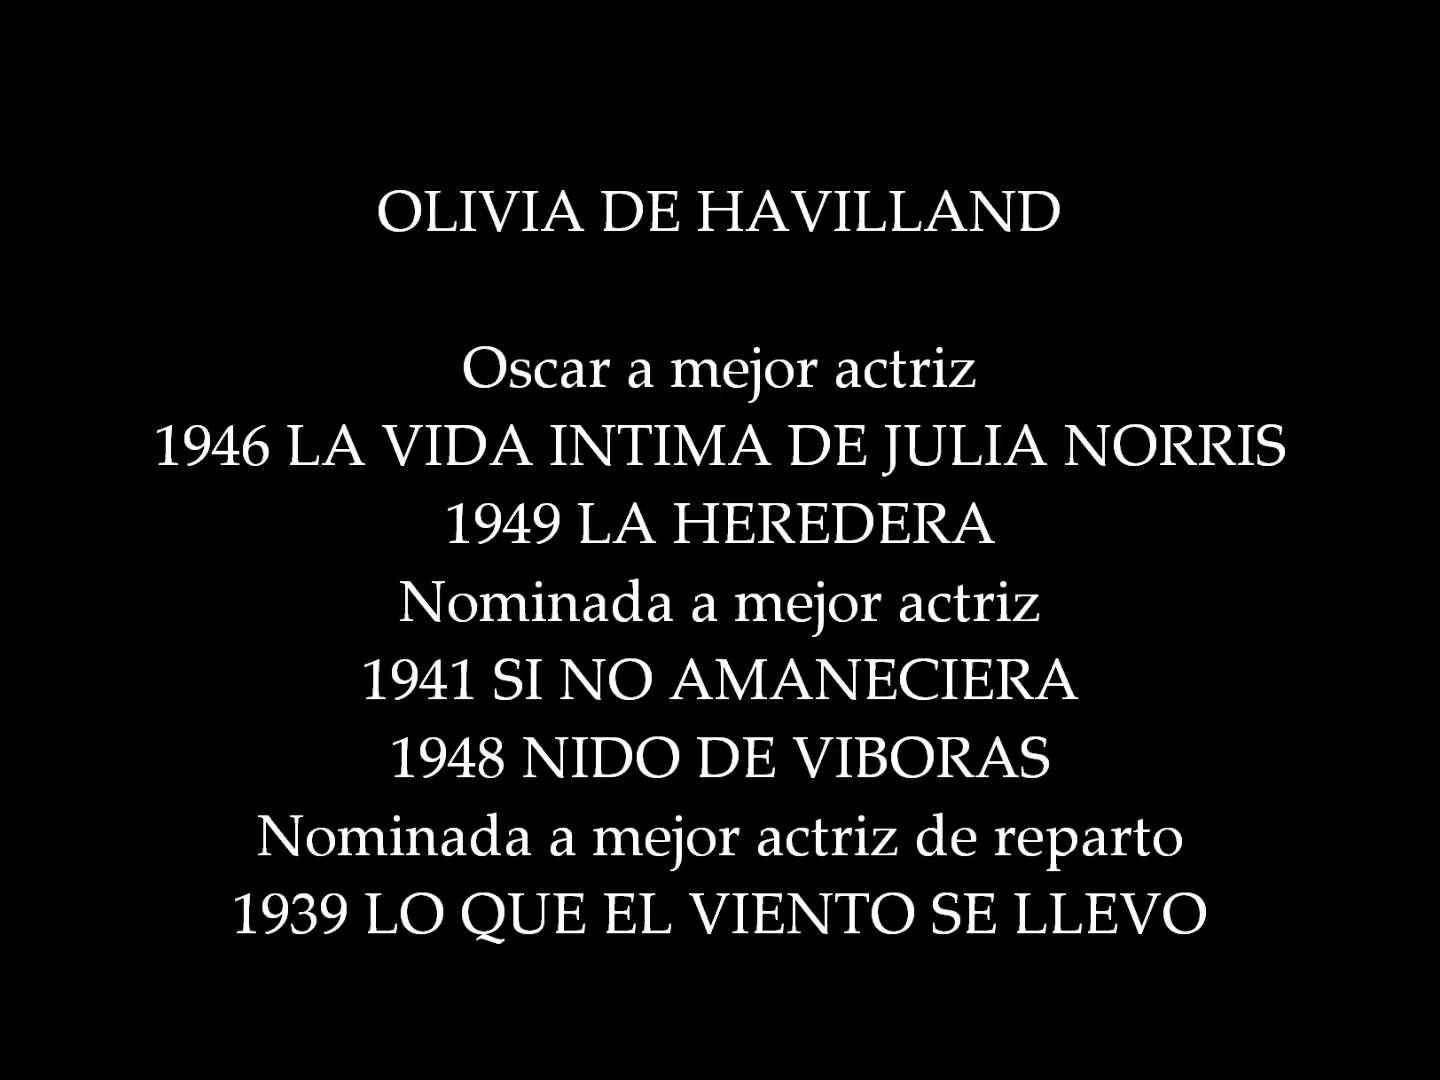 OLIVIA DE HAVILLAND
Oscar a mejor actriz
1946 LA VIDA INTIMA DE JULIA NORRIS
1949 LA HEREDERA
Nominada a mejor actriz
1941 SI NO AMANECIERA
1948 NIDO DE VIBORAS
Nominada a mejor actriz de reparto
1939 LO QUE EL VIENTO SE LLEVO